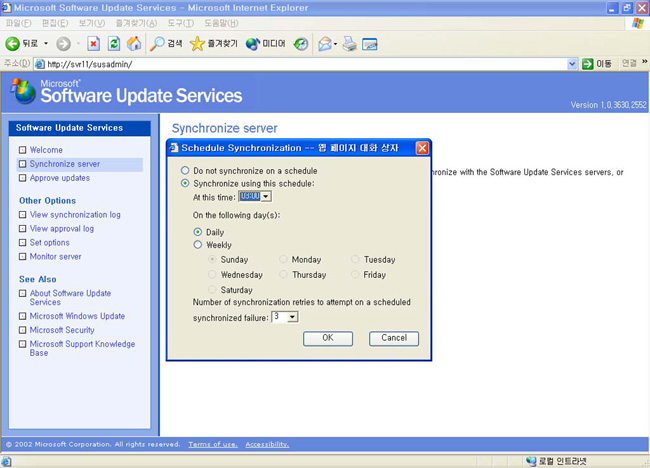 Microsoft Software Update Services - Microsoft Internet Explorer
파일(F) 편집(E) 보기(V) 즐겨찾기(A) 도구(T) 도움말(H)
뒤로 검색 즐겨찾기 미디어
주소(D) http://svr11/susadmin/ 이동 연결 »
Microsoft®
Software Update Services
Version 1,0,3630,2552
Software Update Services
Welcome
Synchronize server
Approve updates
Other Options
View synchronization log
View approval log
Set options
Monitor server
See Also
About Software Update
Services
Microsoft Windows Update
Microsoft Security
Microsoft Support Knowledge
Base
Synchronize server
hronize with the Software Update Services servers, or
Schedule Synchronization -- 웹 페이지 대화 상자
Do not synchronize on a schedule
Synchronize using this schedule:
At this time: 03:00
On the following day(s):
Daily
Weekly
Sunday Monday Tuesday
Wednesday Thursday Friday
Saturday
Number of synchronization retries to attempt on a scheduled
synchronized failure: 3
OK Cancel
© 2002 Microsoft Corporation. All rights reserved. Terms of use. Accessibility.
로컬 인트라넷